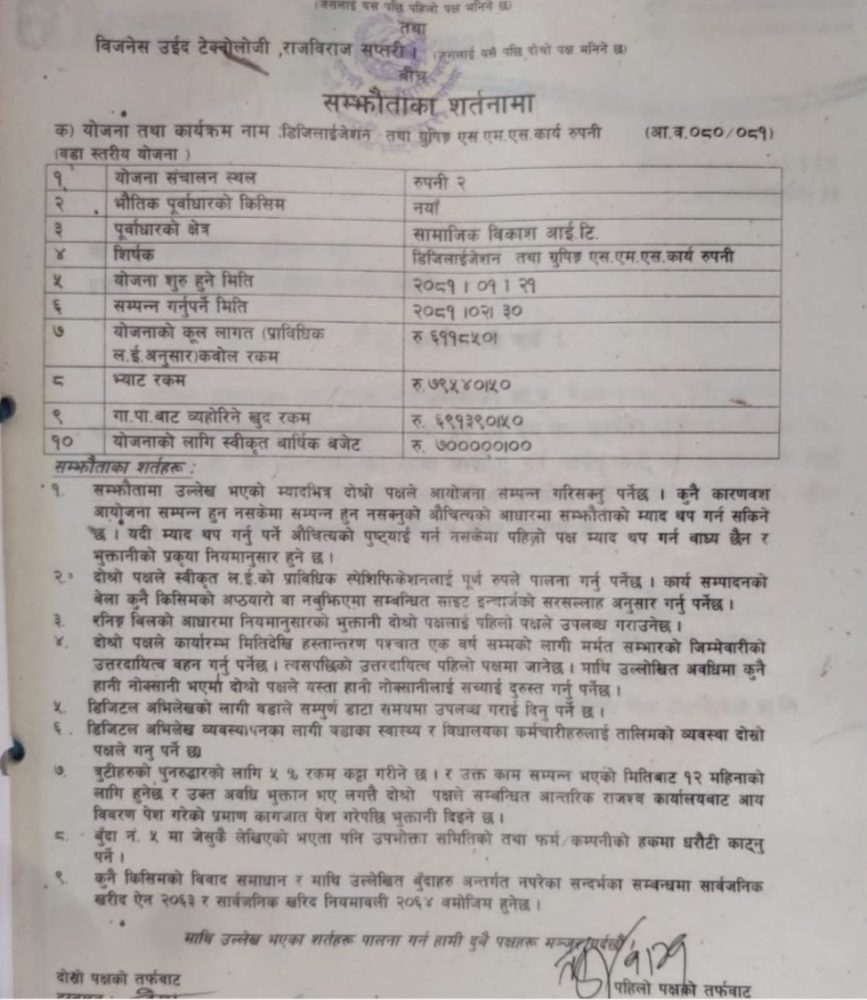 (जसलाई यस पछि पहिलो पक्ष भनिने छ)
तथा
विजनेस उईद टेक्नोलोजी ,राजविराज सप्तरी । (जसलाई यसै पछि दोश्रो पक्ष भनिने छ)
बीच
सम्झौताका शर्तनामा
क) योजना तथा कार्यक्रम नाम :डिजिलाईजेशन तथा ग्रुपिङ्ग एस.एम.एस.कार्य रुपनी (आ.व.०८०/०८१)
(वडा स्तरीय योजना )
१ योजना संचालन स्थल रुपनी २
२ भौतिक पूर्वाधारको किसिम नयाँ
३ पूर्वाधारको क्षेत्र सामाजिक विकाश आई.टि.
४ शिर्षक डिजिलाईजेशन तथा ग्रुपिङ्ग एस.एम.एस.कार्य रुपनी
५ योजना शुरु हुने मिति २०८१ । ०१ । २१
६ सम्पन्न गर्नुपर्ने मिति २०८१ ।०२। ३०
७ योजनाको कूल लागत (प्राविधिक रु ६११८५०।
ल.ई.अनुसार)कवोल रकम
८ भ्याट रकम रु.७९५४०।५०
९ गा.पा.बाट व्यहोरिने खुद रकम रु. ६९१३९०।५०
१० योजनाको लागि स्वीकृत बार्षिक बजेट रु. ७०००००।००
सम्झौताका शर्तहरू :
१. सम्झौतामा उल्लेख भएको म्यादभित्र दोश्रो पक्षले आयोजना सम्पन्न गरिसक्नु पर्नेछ । कुनै कारणवश
आयोजना सम्पन्न हुन नसकेमा सम्पन्न हुन नसक्नुको औचित्यको आधारमा सम्झौताको म्याद थप गर्न सकिने
छ । यदी म्याद थप गर्नु पर्ने औचित्यको पुष्ट्याई गर्न नसकेमा पहिलो पक्ष म्याद थप गर्न बाध्य छैन र
भुक्तानीको प्रकृया नियमानुसार हुने छ ।
२. दोश्रो पक्षले स्वीकृत ल.ई.को प्राविधिक स्पेशिफिकेशनलाई पूर्ण रुपले पालना गर्नु पर्नेछ । कार्य सम्पादनको
बेला कुनै किसिमको अप्ठयारो वा नबुझिएमा सम्बन्धित साइट इन्चार्जको सरसल्लाह अनुसार गर्नु पर्नेछ ।
३. रनिङ्ग बिलको आधारमा नियमानुसारको भुक्तानी दोश्रो पक्षलाई पहिलो पक्षले उपलब्ध गराउनेछ ।
४. दोश्रो पक्षले कार्यारम्भ मितिदेखि हस्तान्तरण पश्चात एक वर्ष सम्मको लागी मर्मत सम्भारको जिम्मेवारीको
उत्तरदायित्व बहन गर्नु पर्नेछ । त्यसपछिको उत्तरदायित्व पहिलो पक्षमा जानेछ । माथि उल्लेखित अवधिमा कुनै
हानी नोक्सानी भएमा दोश्रो पक्षले यस्ता हानी नोक्सानीलाई सच्याई दुरुस्त गर्नु पर्नेछ ।
५. डिजिटल अभिलेखको लागी वडाले सम्पुर्ण डाटा समयमा उपलब्ध गराई दिनु पर्ने छ ।
६ . डिजिटल अभिलेख व्यवस्थापनका लागी वडाका स्वास्थ्य र विधालयका कर्मचारीहरुलाई तालिमको व्यवस्था दोस्रो
पक्षले गनु पर्ने छ।
७. त्रुटीहरुको पुनरुद्धारको लागि ५ % रकम कट्टा गरीने छ । र उक्त काम सम्पन्न भएको मितिबाट १२ महिनाको
लागि हुनेछ र उक्त अवधि भुक्तान भए लगत्तै दोश्रो पक्षले सम्बन्धित आन्तरिक राजश्व कार्यालयबाट आय
विवरण पेश गरेको प्रमाण कागजात पेश गरेपछि भुक्तानी दिइने छ ।
८. बुँदा नं. ५ मा जेसुकै लेखिएको भएता पनि उपभोक्ता समितिको तथा फर्म/कम्पनीको हकमा धरौटी काट्नु
पर्ने ।
९. कुनै किसिमको विवाद समाधान र माथि उल्लेखित बुँदाहरु अन्तर्गत नपरेका सन्दर्भका सम्बन्धमा सार्वजनिक
खरीद ऐन २०६३ र सार्वजनिक खरिद नियमावली २०६४ वमोजिम हुनेछ ।
माथि उल्लेख भएका शर्तहरू पालना गर्न हामी दुवै पक्षहरू मञ्जुर गर्दछौं
दोस्रो पक्षको तर्फवाट पहिलो पक्षको तर्फवाट